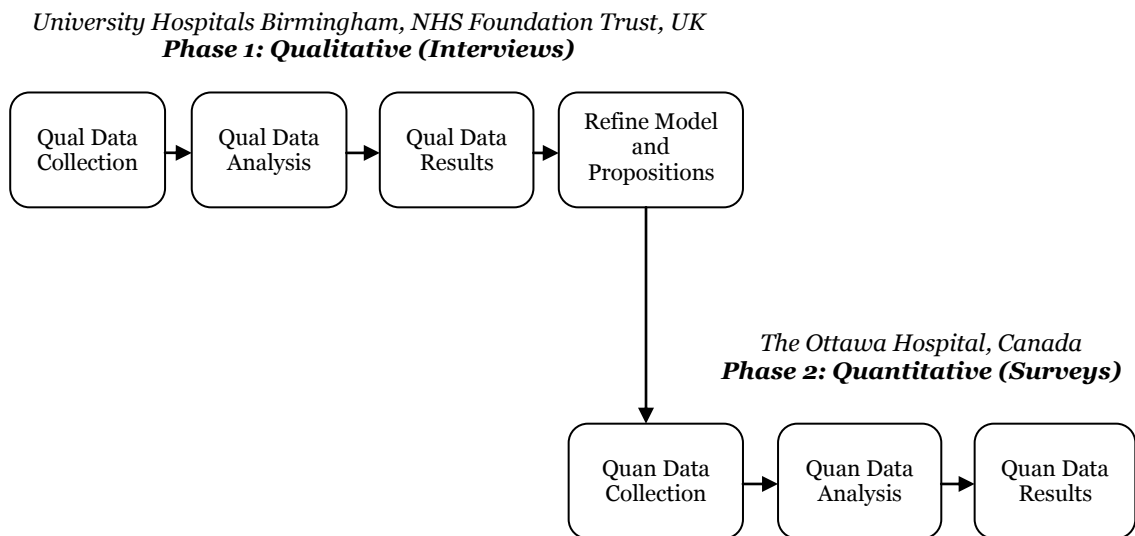 University Hospitals Birmingham, NHS Foundation Trust, UK
Phase 1: Qualitative (Interviews)
Qual Data
Collection
Qual Data
Analysis
Qual Data
Results
Refine Model
and
Propositions
The Ottawa Hospital, Canada
Phase 2: Quantitative (Surveys)
Quan Data
Collection
Quan Data
Analysis
Quan Data
Results